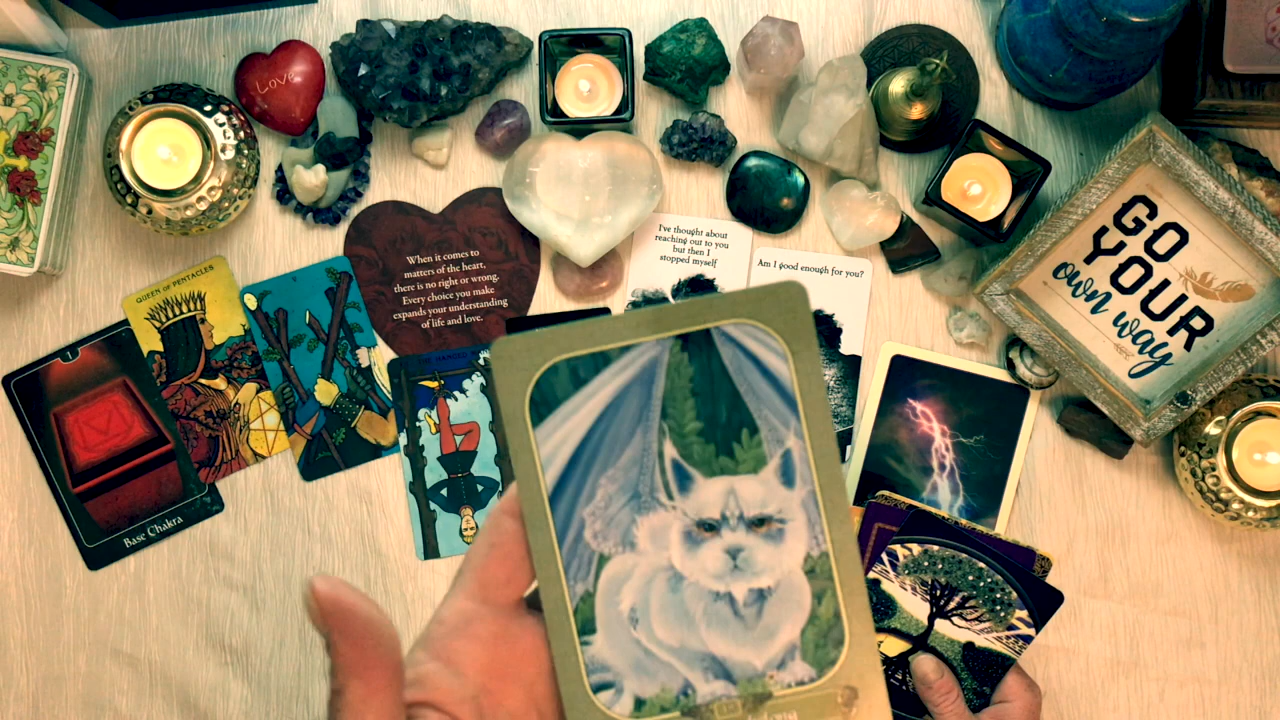 Love
When it comes to
matters of the heart,
there is no right or wrong.
Every choice you make
expands your understanding
of life and love.
I've thought about
reaching out to you
but then I
stopped myself
Am I good enough for you?
GO
YOUR
own way
QUEEN OF PENTACLES
I
Base Chakra
THE HANGED